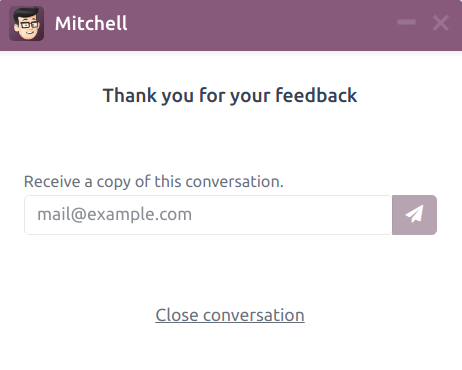 Mitchell
Thank you for your feedback
Receive a copy of this conversation.
mail@example.com
Close conversation